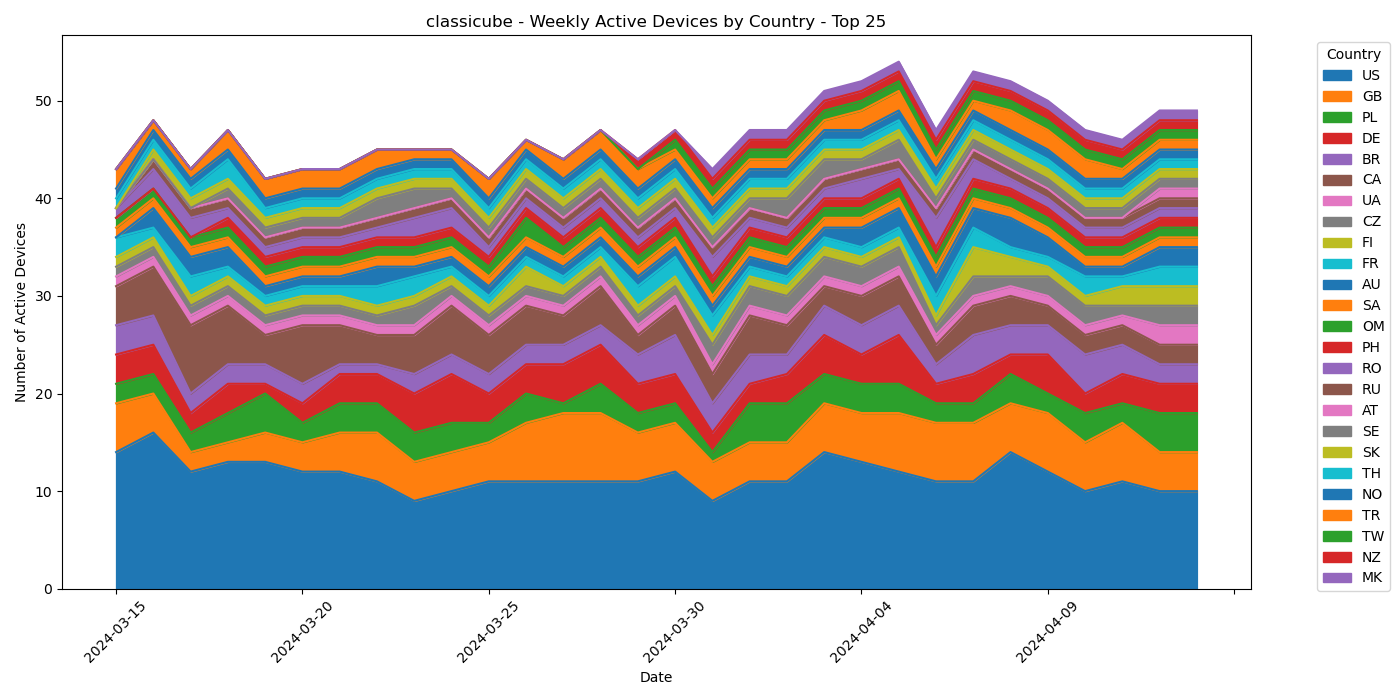 classicube - Weekly Active Devices by Country - Top 25
Number of Active Devices
50
40
30
20
10
0
2024-03-15
2024-03-20
2024-03-25
2024-03-30
2024-04-04
2024-04-09
Date
Country
US
GB
PL
DE
BR
CA
UA
CZ
FI
FR
AU
SA
OM
PH
RO
RU
AT
SE
SK
TH
NO
TR
TW
NZ
MK